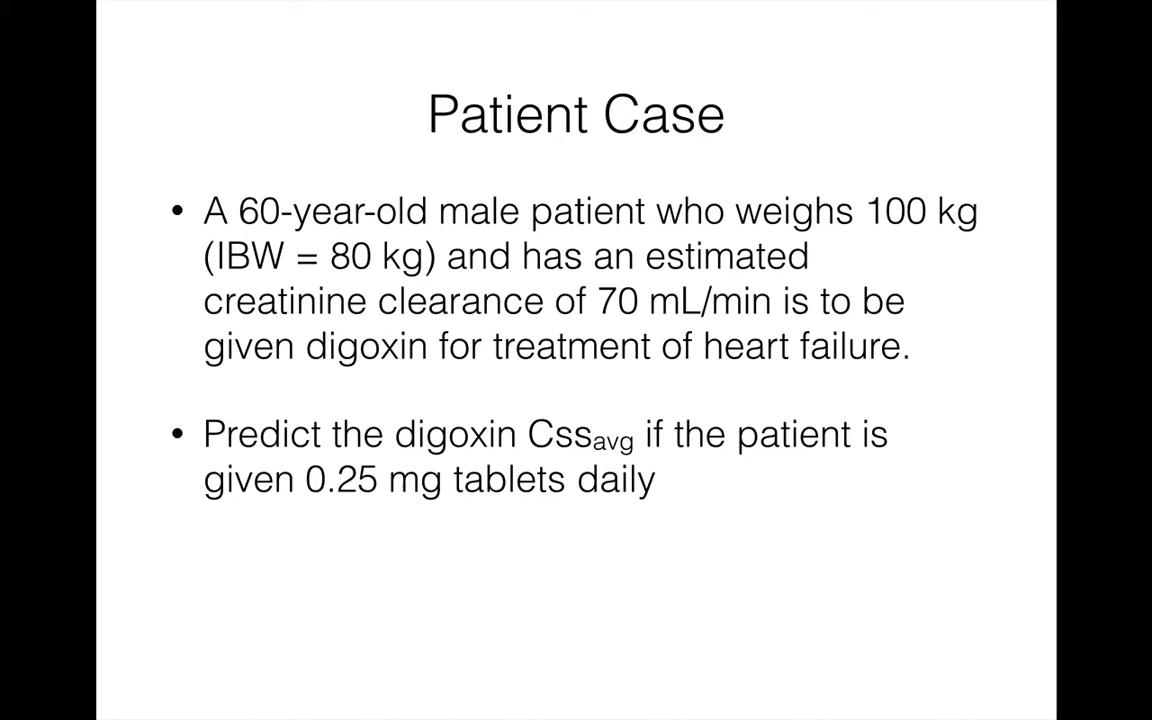 Patient Case
• A 60-year-old male patient who weighs 100 kg
(IBW = 80 kg) and has an estimated
creatinine clearance of 70 mL/min is to be
given digoxin for treatment of heart failure.
• Predict the digoxin Cssavg if the patient is
given 0.25 mg tablets daily